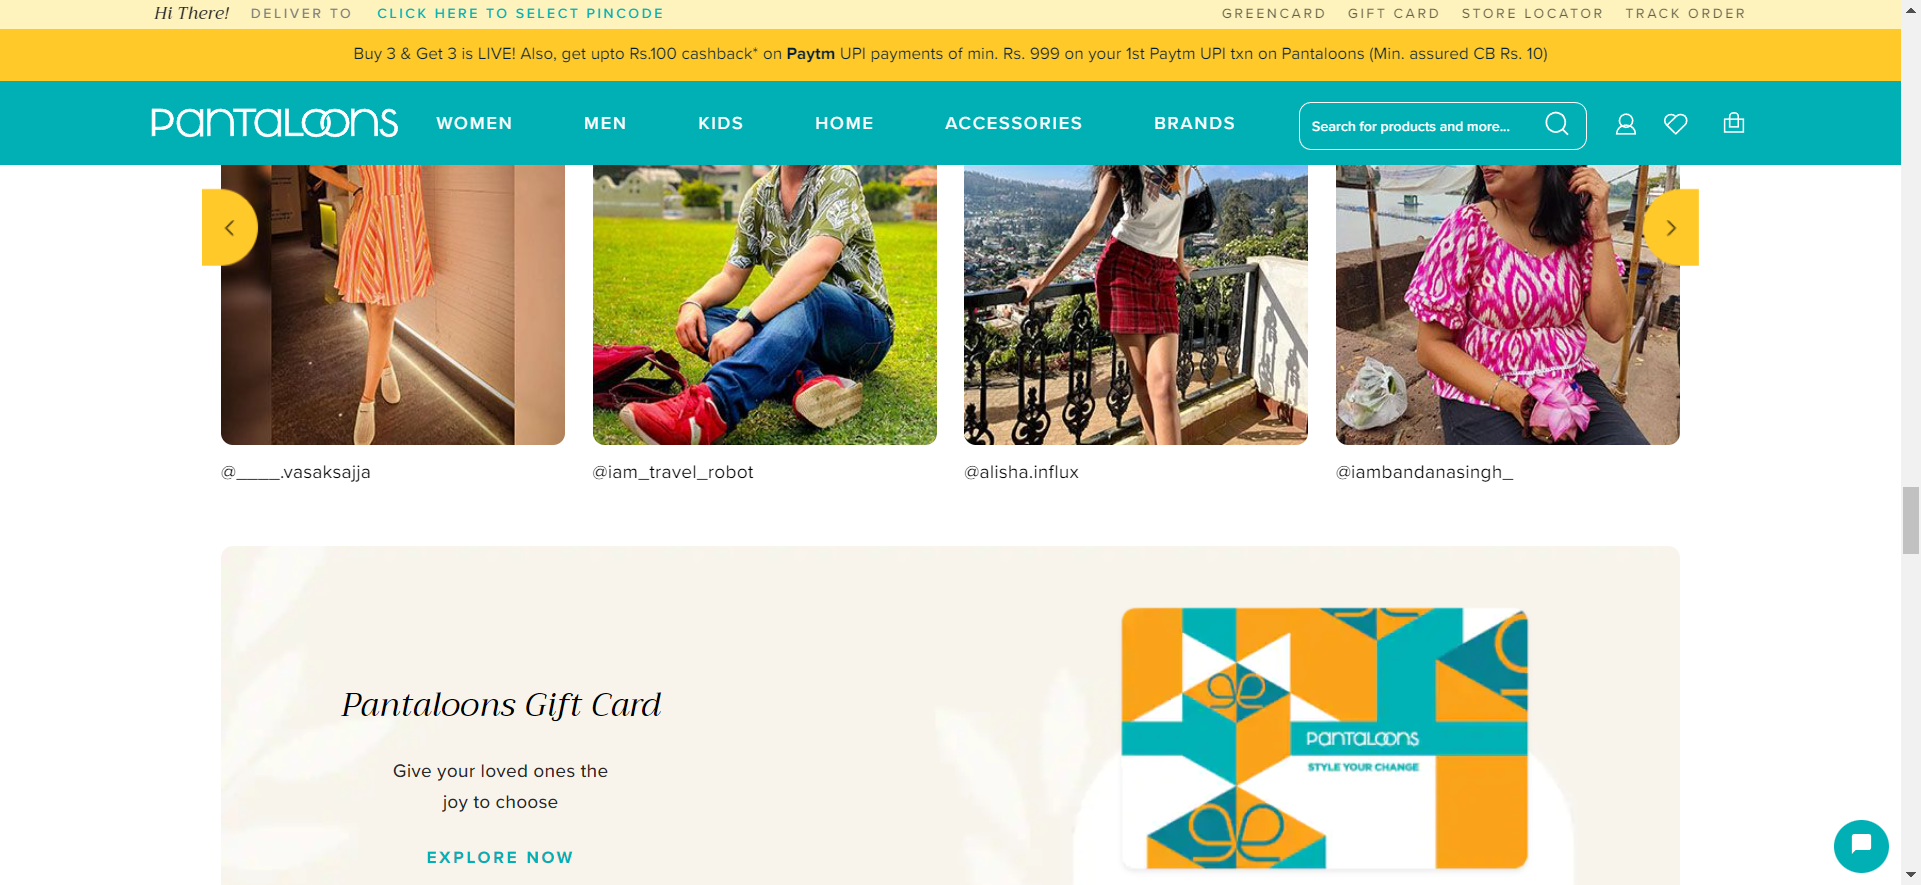 Hi There! DELIVER TO CLICK HERE TO SELECT PINCODE GREENCARD GIFT CARD STORE LOCATOR TRACK ORDER
Buy 3 & Get 3 is LIVE! Also, get upto Rs.100 cashback* on Paytm UPI payments of min. Rs. 999 on your 1st Paytm UPI txn on Pantaloons (Min. assured CB Rs. 10)
PANTALOONS WOMEN MEN KIDS HOME ACCESSORIES BRANDS Search for products and more...
@____.vasaksajja @iam_travel_robot @alisha.influx @iambandanasingh_
Pantaloons Gift Card
Give your loved ones the
joy to choose
EXPLORE NOW
PANTALOONS
STYLE YOUR CHANGE